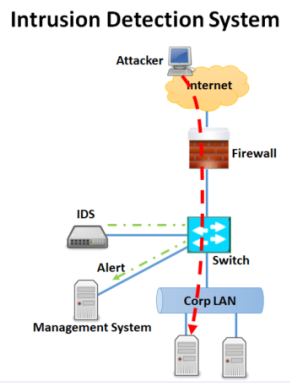 Intrusion Detection System
Attacker
Internet
Firewall
IDS
Switch
Alert
Corp LAN
Management System